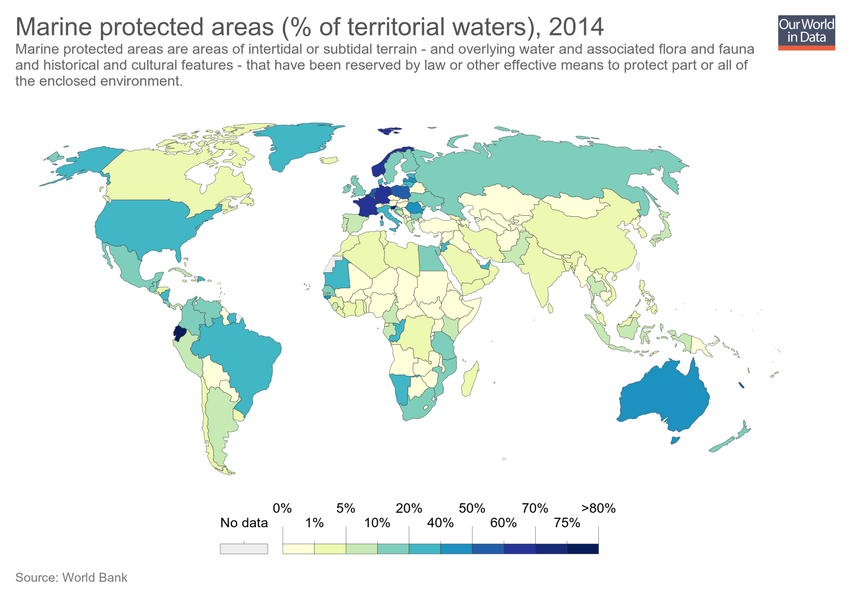 Marine protected areas (% of territorial waters), 2014
Our World
in Data
Marine protected areas are areas of intertidal or subtidal terrain - and overlying water and associated flora and fauna
and historical and cultural features - that have been reserved by law or other effective means to protect part or all of
the enclosed environment.
0% 5% 20% 50% 70% >80%
No data 1% 10% 40% 60% 75%
Source: World Bank